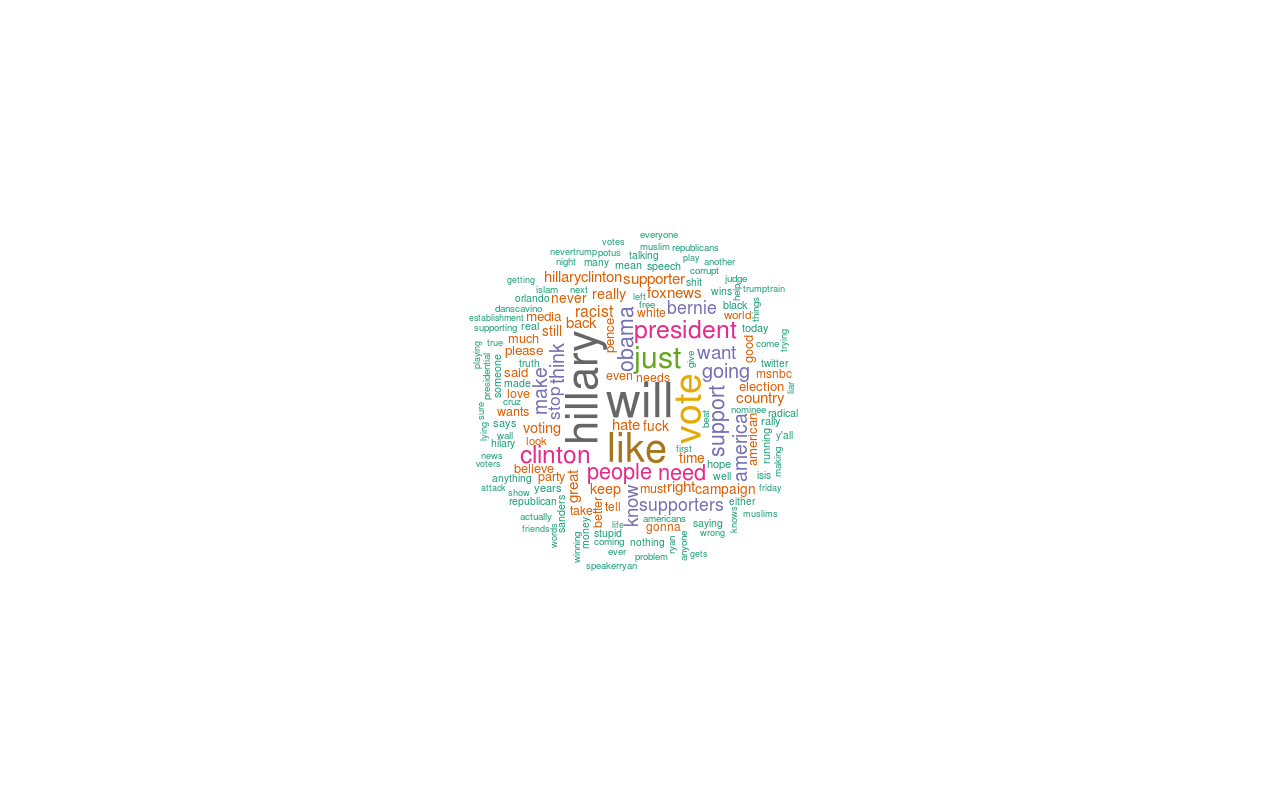 everyone
votes
muslim
republicans
nevertrump
potus
talking
play
another
night
many
mean
speech
corrupt
getting
hillaryclinton
supporter
shit
judge
islam
next
help
trumptrain
orlando
never
really
left
foxnews
wins
danscavino
racist
free
white
bernie
black
things
establishment
media
back
obama
world
supporting
real
still
pence
president
today
true
much
trying
playing
please
think
hillary
just
want
good
come
truth
give
going
twitter
presidential
someone
said
made
make
even
needs
msnbc
love
stop
will
vote
election
liar
cruz
country
sure
wants
beat
support
nominee
radical
says
hate
fuck
american
rally
lying
voting
wall
hilary
look
like
america
running
y'all
news
clinton
first
time
making
voters
believe
people
need
hope
anything
party
great
well
isis
attack
show
years
keep
must
right
campaign
friday
republican
sanders
take
better
tell
know
supporters
either
actually
americans
knows
muslims
friends
words
money
life
gonna
saying
stupid
wrong
winning
coming
nothing
ryan
anyone
ever
problem
gets
speakerryan